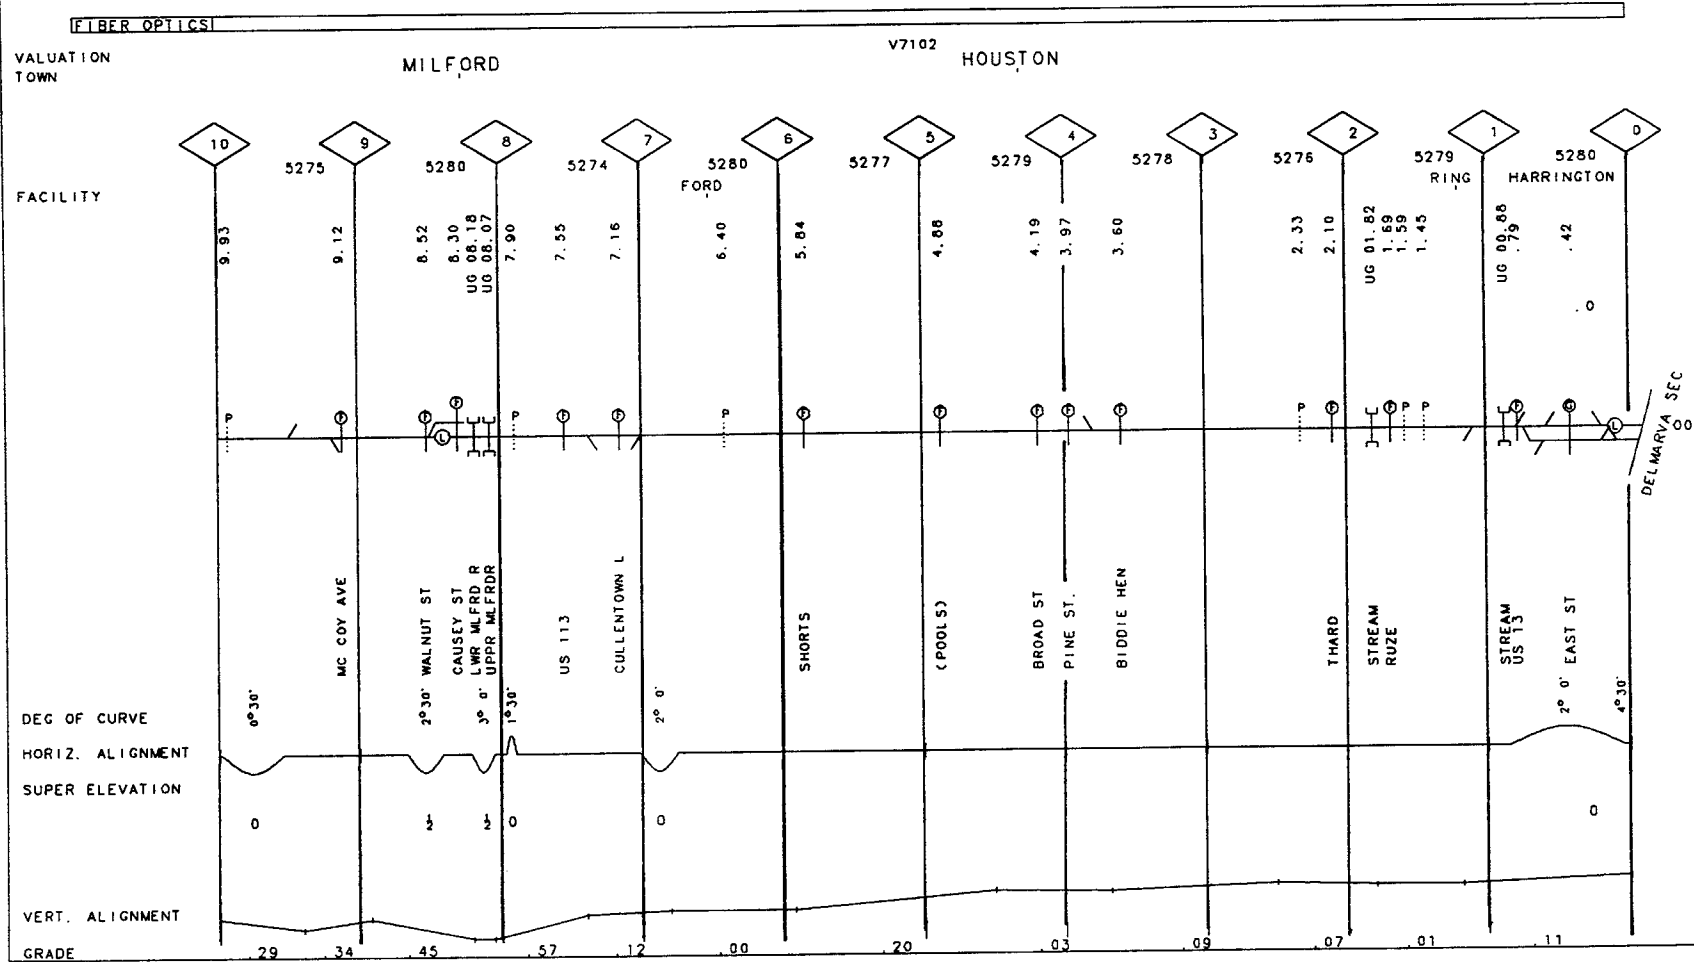 FIBER OPTICS
VALUATION V7102
TOWN MILFORD HOUSTON
10 9 8 7 6 5 4 3 2 1 0
5275 5280 5274 5280 5277 5279 5278 5276 5279 5280
FORD RING HARRINGTON
FACILITY
9.93
9.12
8.52
8.30
UG 08.18
UG 08.07
7.90
7.55
7.16
6.40
5.84
4.88
4.19
3.97
3.60
2.33
2.10
UG 01.82
1.69
1.59
1.45
UG 00.88
.79
.42
.0
P F F F L P F F P F F F F P F F P P F G L
DELMARVA SEC
00
MC COY AVE
WALNUT ST
CAUSEY ST
LWR MLFRD R
UPPR MLFRDR
US 113
CULLENTOWN L
SHORTS
(POOLS)
BROAD ST
PINE ST.
BIDDIE HEN
THARD
STREAM
RUZE
STREAM
US 13
EAST ST
DEG OF CURVE 0°30' 2°30' 3° 0' 1°30' 2° 0' 2° 0' 4°30'
HORIZ. ALIGNMENT
SUPER ELEVATION
0 ½ ½ 0 0 0
VERT. ALIGNMENT
GRADE .29 .34 .45 .57 .12 .00 .20 .03 .09 .07 .01 .11